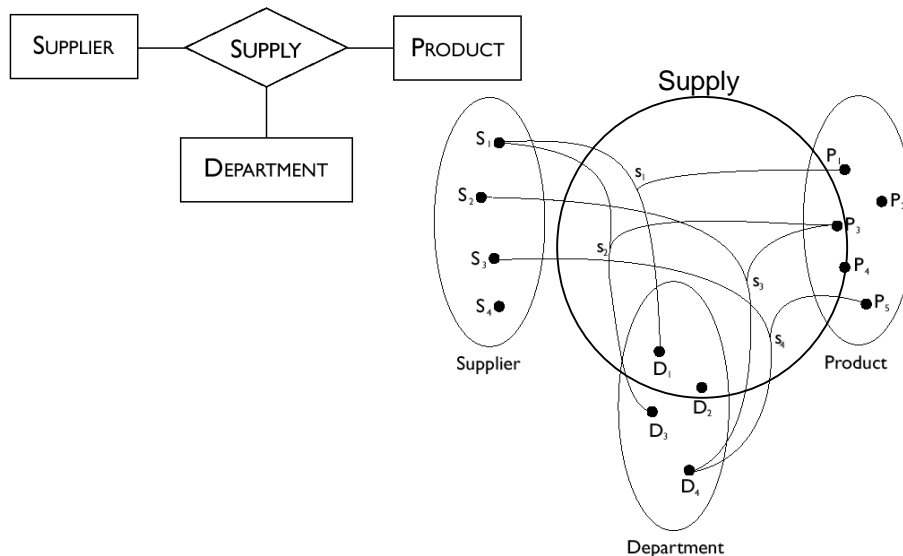 SUPPLIER
SUPPLY
PRODUCT
DEPARTMENT
Supply
S₁
S₂
S₃
S₄
Supplier
s₁
s₂
s₃
s₄
P₁
P₃
P₄
P₅
Product
D₁
D₂
D₃
D₄
Department